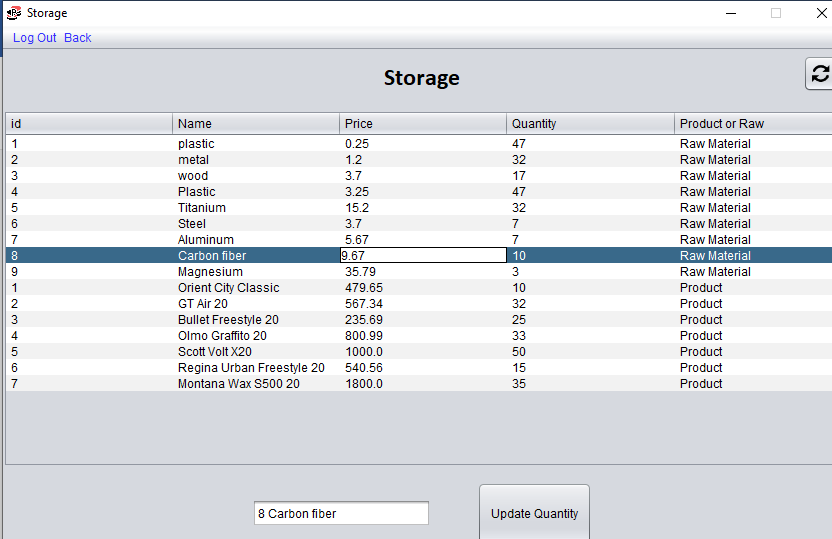 Storage
Log Out Back
Storage
id Name Price Quantity Product or Raw
1 plastic 0.25 47 Raw Material
2 metal 1.2 32 Raw Material
3 wood 3.7 17 Raw Material
4 Plastic 3.25 47 Raw Material
5 Titanium 15.2 32 Raw Material
6 Steel 3.7 7 Raw Material
7 Aluminum 5.67 7 Raw Material
8 Carbon fiber 9.67 10 Raw Material
9 Magnesium 35.79 3 Raw Material
1 Orient City Classic 479.65 10 Product
2 GT Air 20 567.34 32 Product
3 Bullet Freestyle 20 235.69 25 Product
4 Olmo Graffito 20 800.99 33 Product
5 Scott Volt X20 1000.0 50 Product
6 Regina Urban Freestyle 20 540.56 15 Product
7 Montana Wax S500 20 1800.0 35 Product
8 Carbon fiber
Update Quantity